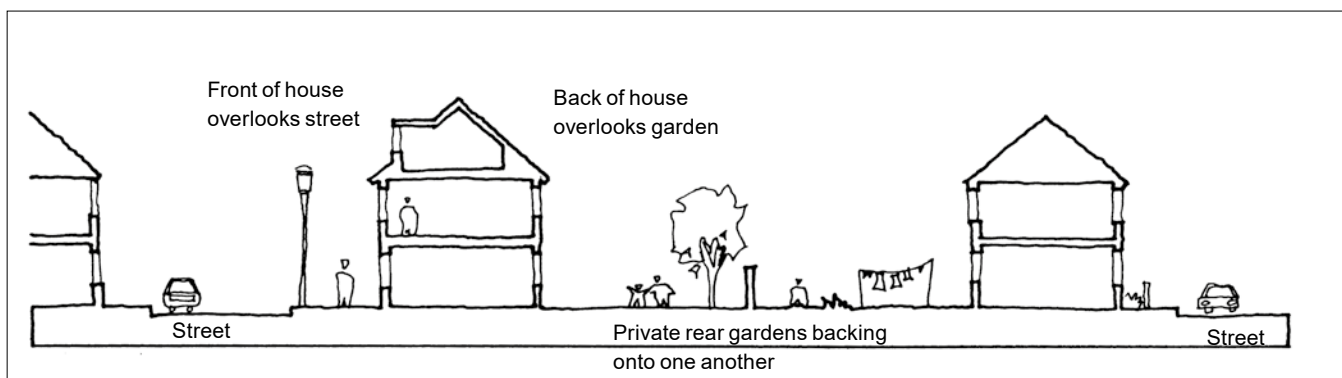 Front of house
overlooks street
Back of house
overlooks garden
Street
Private rear gardens backing
onto one another
Street